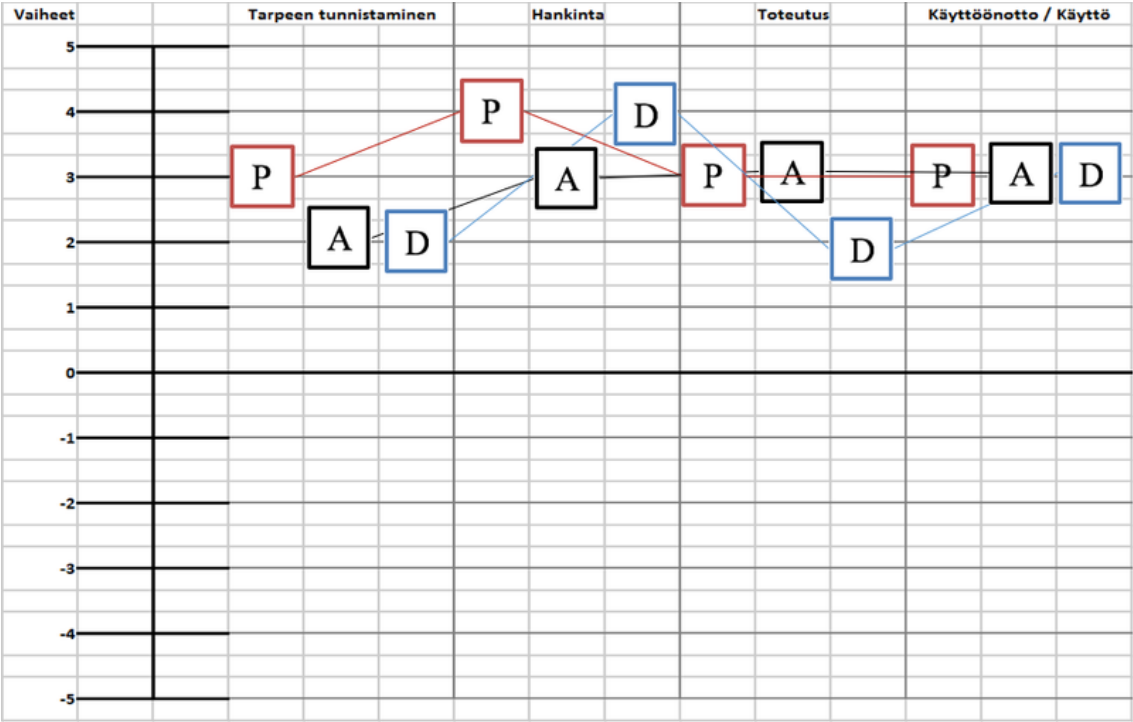 Vaiheet Tarpeen tunnistaminen Hankinta Toteutus Käyttöönotto / Käyttö
5
4 P D
3 P A P A P A D
2 A D D
1
0
-1
-2
-3
-4
-5